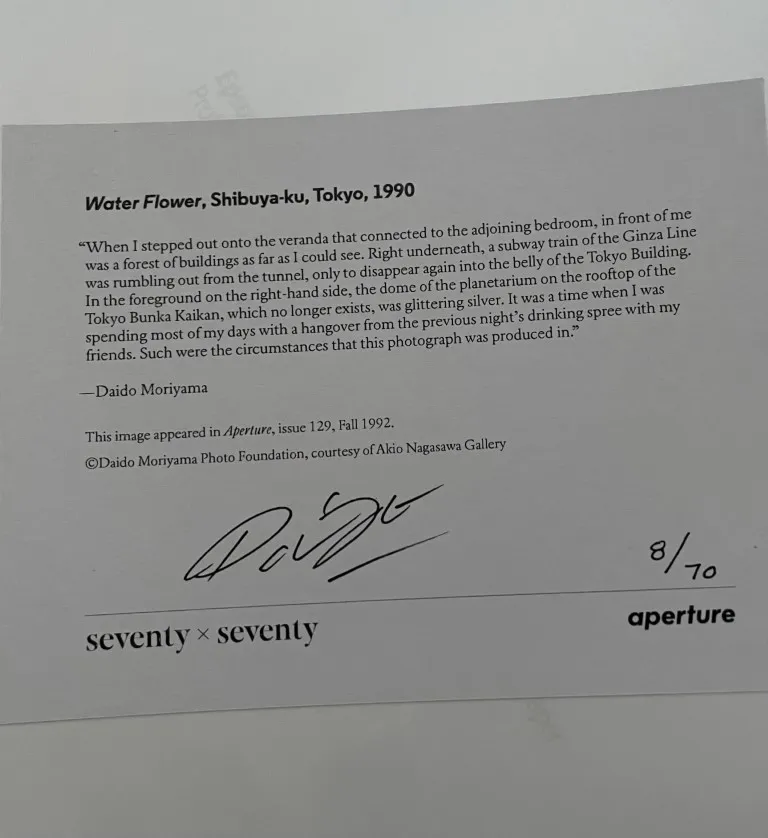 Water Flower, Shibuya-ku, Tokyo, 1990
“When I stepped out onto the veranda that connected to the adjoining bedroom, in front of me
was a forest of buildings as far as I could see. Right underneath, a subway train of the Ginza Line
was rumbling out from the tunnel, only to disappear again into the belly of the Tokyo Building.
In the foreground on the right-hand side, the dome of the planetarium on the rooftop of the
Tokyo Bunka Kaikan, which no longer exists, was glittering silver. It was a time when I was
spending most of my days with a hangover from the previous night’s drinking spree with my
friends. Such were the circumstances that this photograph was produced in.”
—Daido Moriyama
This image appeared in Aperture, issue 129, Fall 1992.
©Daido Moriyama Photo Foundation, courtesy of Akio Nagasawa Gallery
8/70
seventy × seventy
aperture